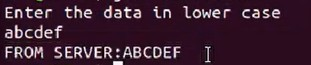 Enter the data in lower case
abcdef
FROM SERVER:ABCDEF